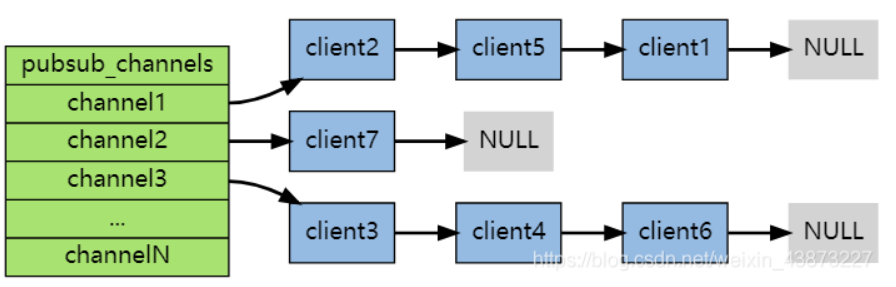 client2 client5 client1 NULL
pubsub_channels
channel1
channel2 client7 NULL
channel3
client3 client4 client6 NULL
...
channelN
https://blog.csdn.net/weixin_43873227